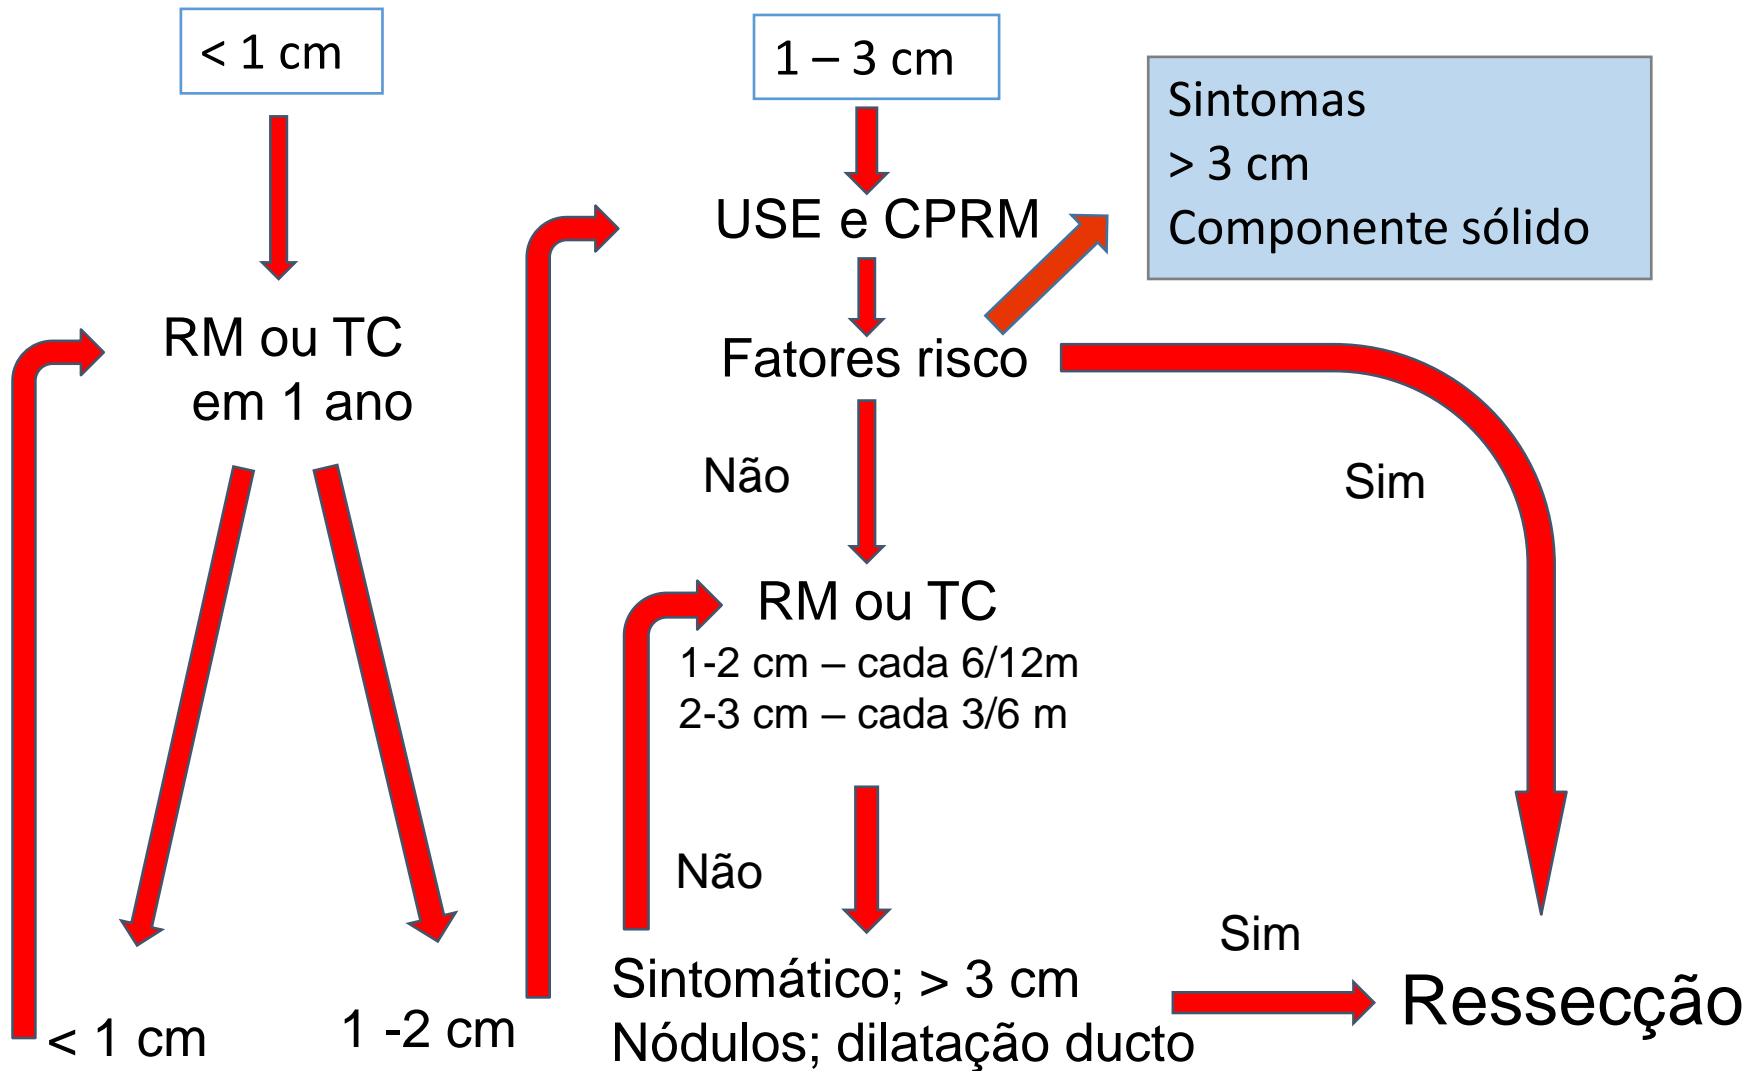 < 1 cm
1 – 3 cm
Sintomas
> 3 cm
Componente sólido
USE e CPRM
RM ou TC
em 1 ano
Fatores risco
Não
Sim
RM ou TC
1-2 cm – cada 6/12m
2-3 cm – cada 3/6 m
Não
Sim
Sintomático; > 3 cm
Nódulos; dilatação ducto
Ressecção
< 1 cm
1 -2 cm